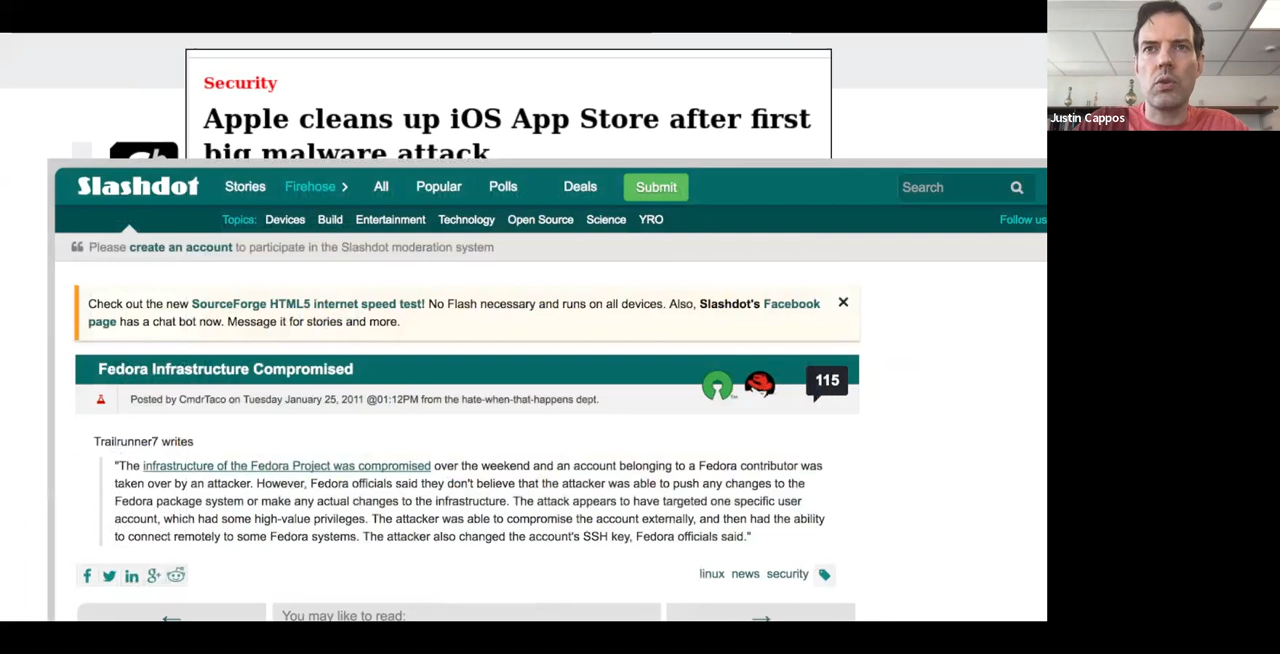 Security
Apple cleans up iOS App Store after first
big malware attack
Justin Cappos
Slashdot Stories Firehose All Popular Polls Deals Submit Search
Topics: Devices Build Entertainment Technology Open Source Science YRO Follow us
Please create an account to participate in the Slashdot moderation system
Check out the new SourceForge HTML5 internet speed test! No Flash necessary and runs on all devices. Also, Slashdot's Facebook
page has a chat bot now. Message it for stories and more.
Fedora Infrastructure Compromised
115
Posted by CmdrTaco on Tuesday January 25, 2011 @01:12PM from the hate-when-that-happens dept.
Trailrunner7 writes
"The infrastructure of the Fedora Project was compromised over the weekend and an account belonging to a Fedora contributor was
taken over by an attacker. However, Fedora officials said they don't believe that the attacker was able to push any changes to the
Fedora package system or make any actual changes to the infrastructure. The attack appears to have targeted one specific user
account, which had some high-value privileges. The attacker was able to compromise the account externally, and then had the ability
to connect remotely to some Fedora systems. The attacker also changed the account's SSH key, Fedora officials said."
linux news security
You may like to read: